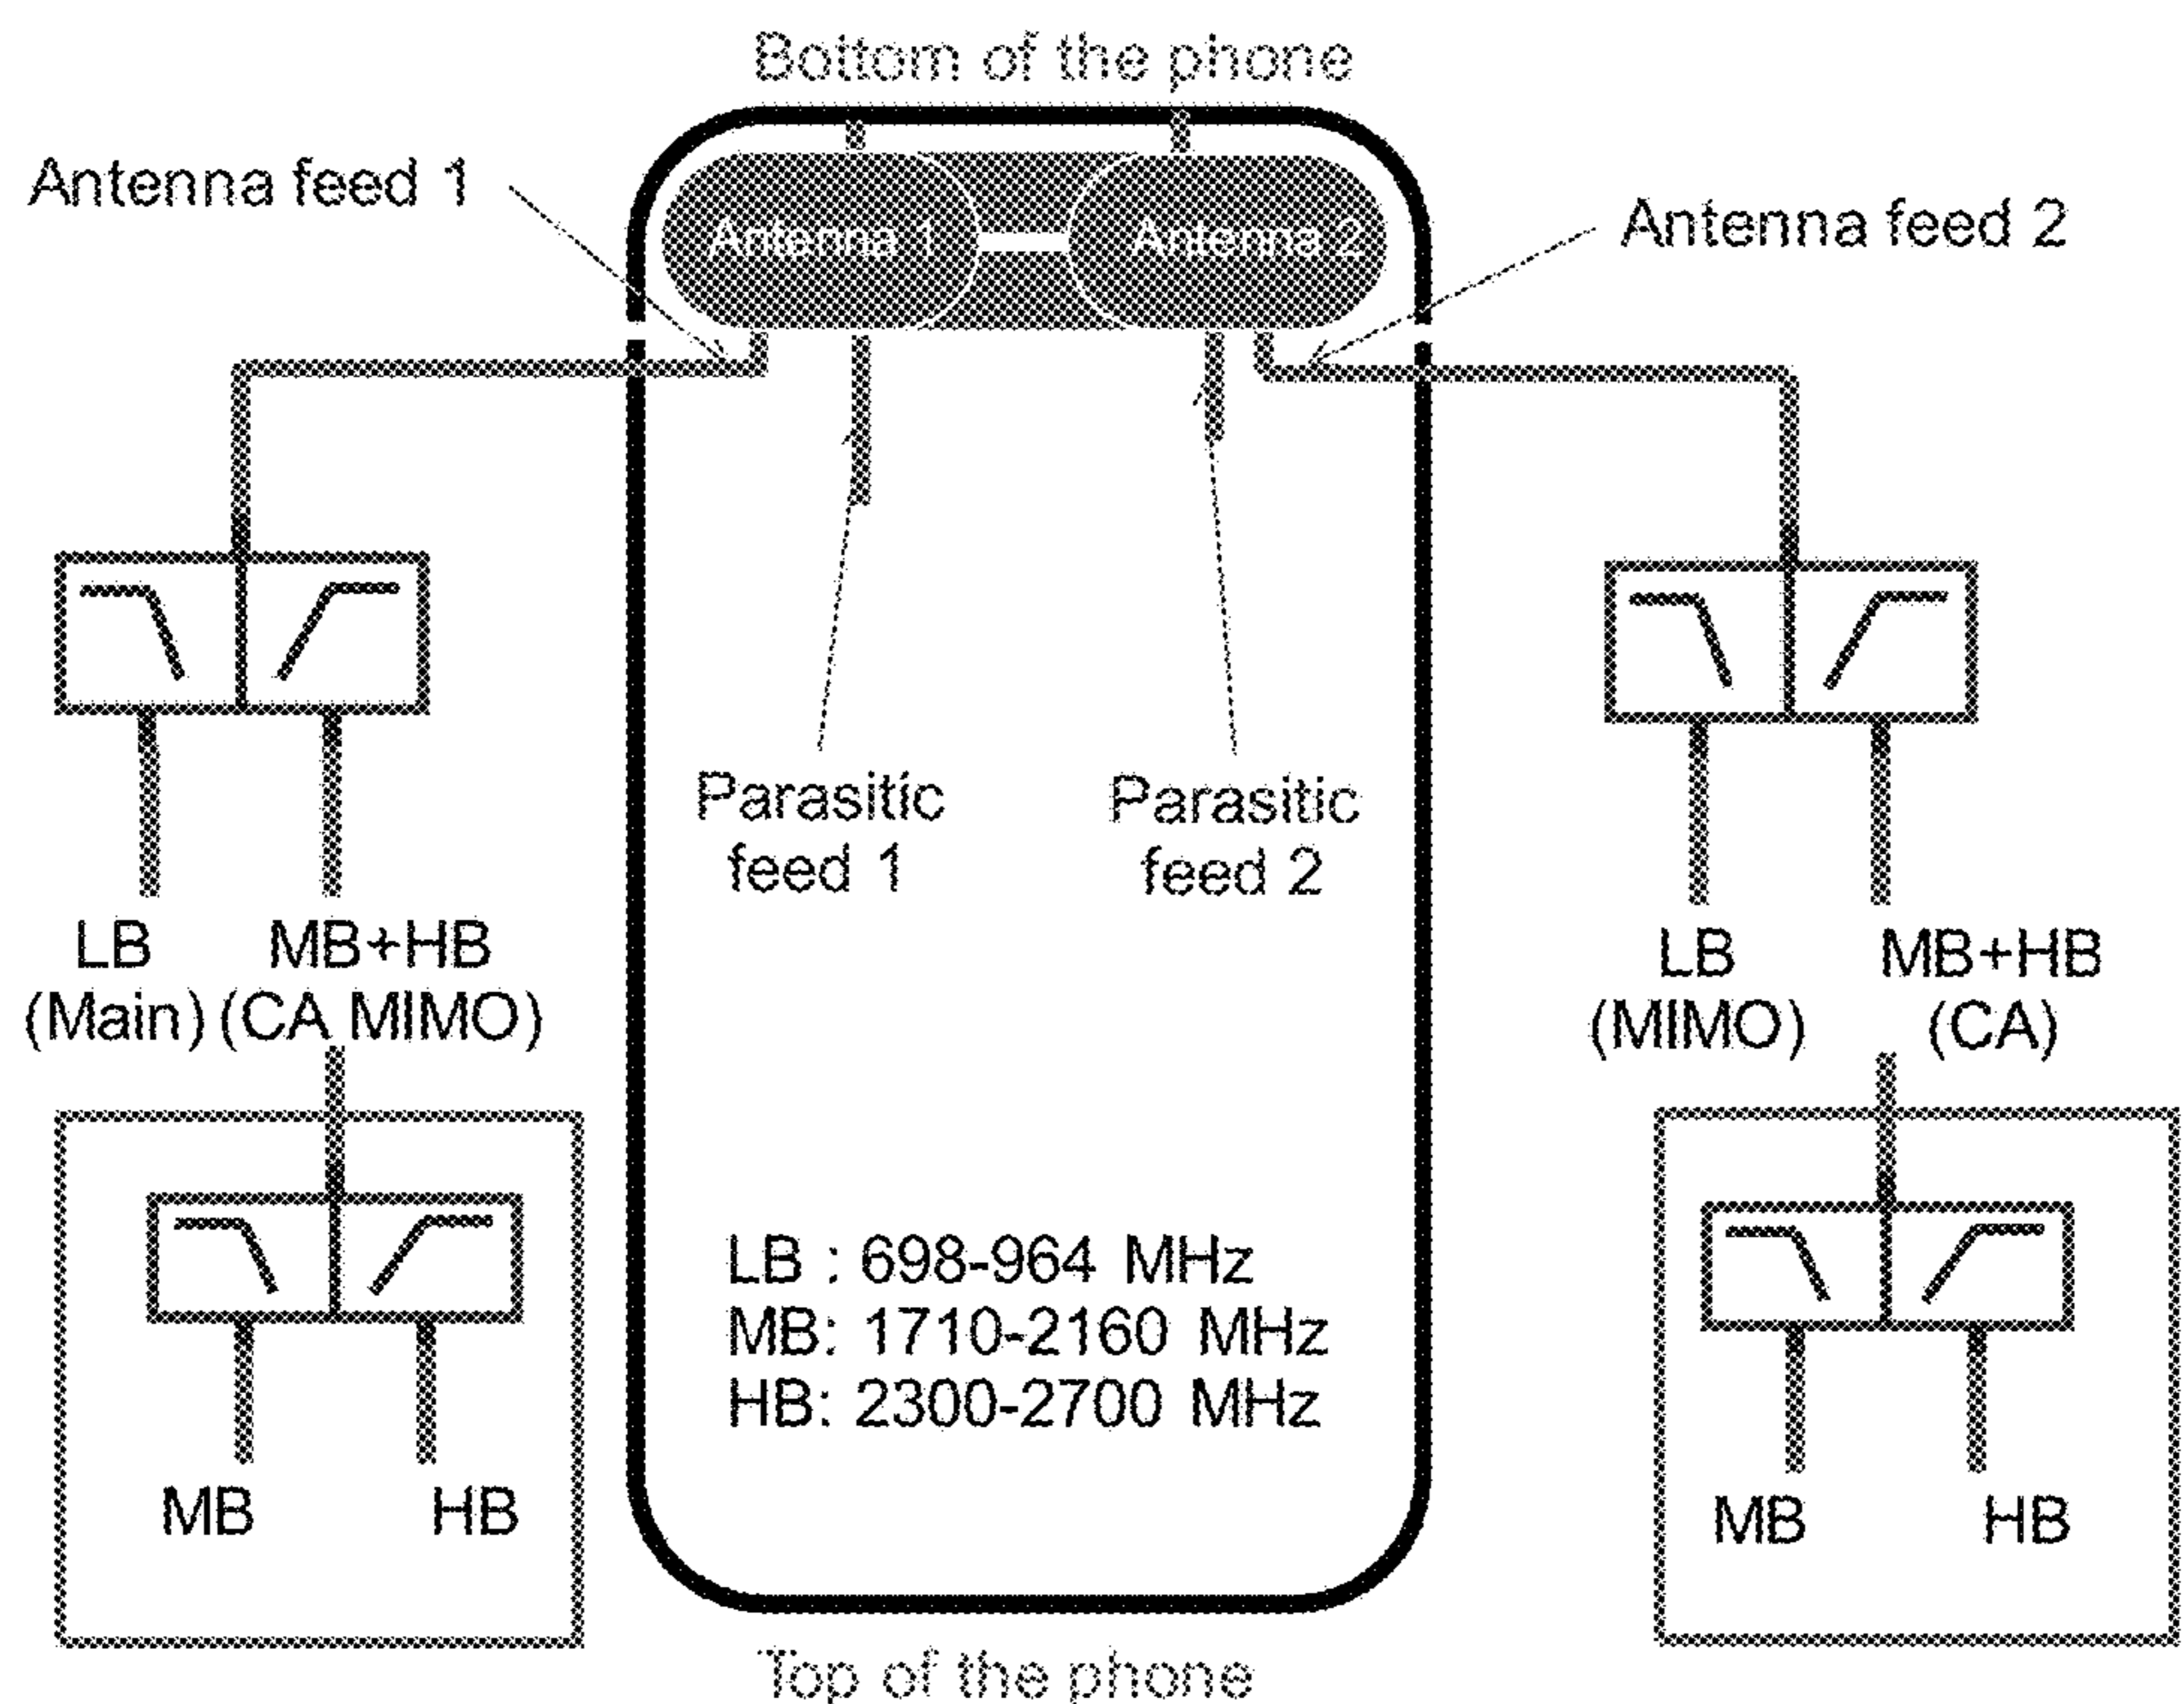 Bottom of the phone
Antenna feed 1
Antenna 1
Antenna 2
Antenna feed 2
Parasitic
feed 1
Parasitic
feed 2
LB
(Main)
MB+HB
(CA MIMO)
LB
(MIMO)
MB+HB
(CA)
MB
HB
LB : 698-964 MHz
MB: 1710-2160 MHz
HB: 2300-2700 MHz
MB
HB
Top of the phone